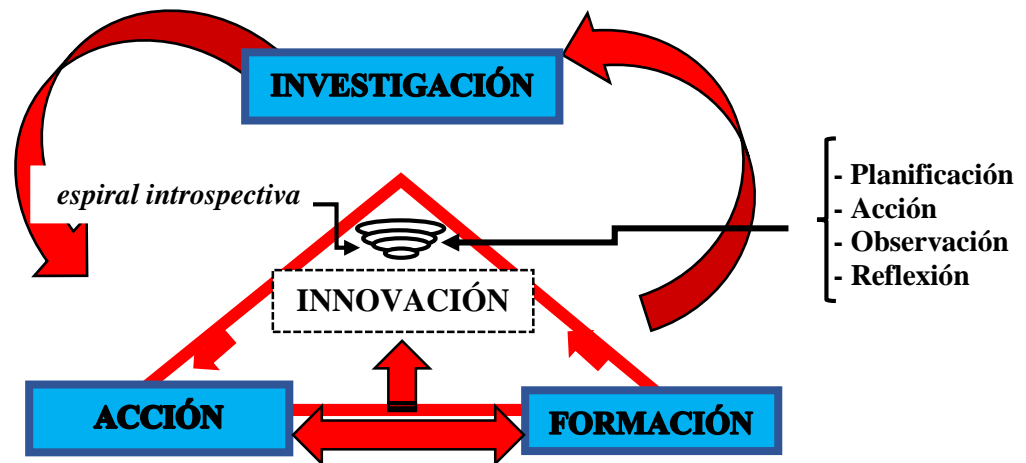 INVESTIGACIÓN
espiral introspectiva
- Planificación
- Acción
- Observación
- Reflexión
INNOVACIÓN
ACCIÓN
FORMACIÓN